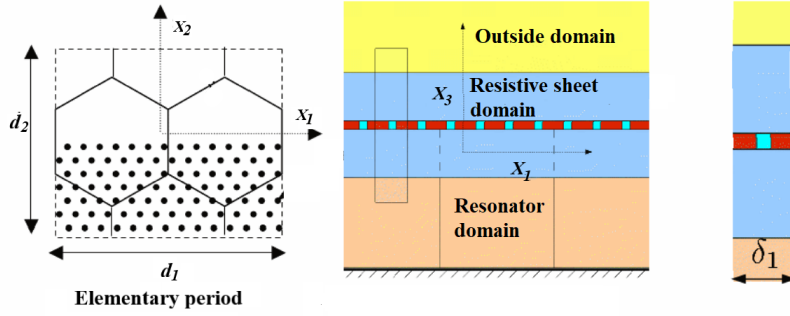 X2
X1
d2
d1
Elementary period
Outside domain
Resistive sheet
domain
X3
X1
Resonator
domain
δ1